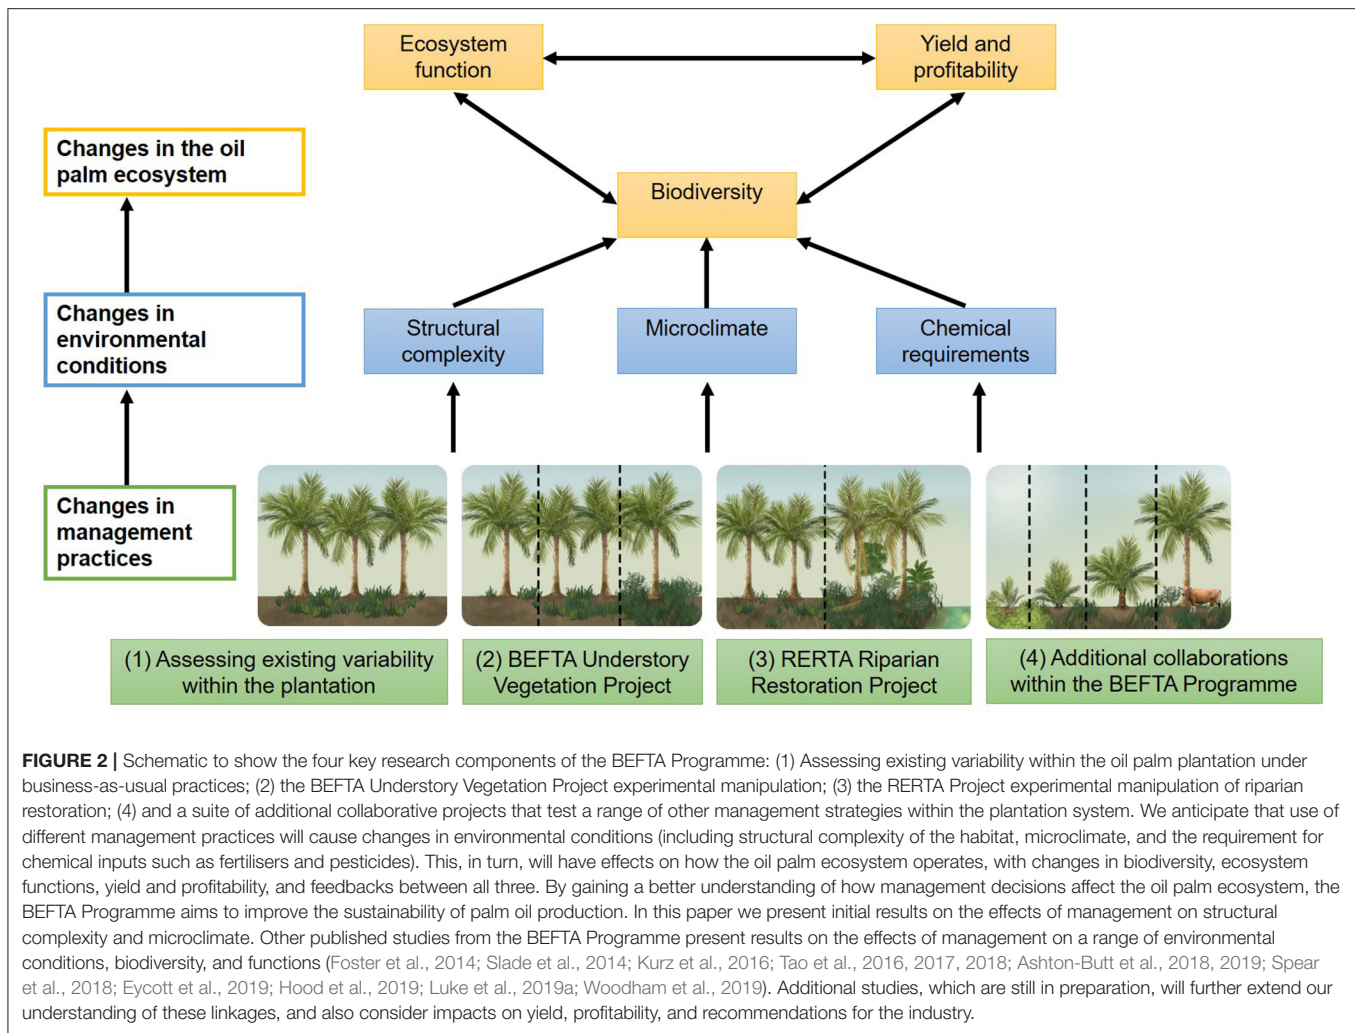 Ecosystem
function
Yield and
profitability
Changes in the oil
palm ecosystem
Biodiversity
Changes in
environmental
conditions
Structural
complexity
Microclimate
Chemical
requirements
Changes in
management
practices
(1) Assessing existing variability
within the plantation
(2) BEFTA Understory
Vegetation Project
(3) RERTA Riparian
Restoration Project
(4) Additional collaborations
within the BEFTA Programme
FIGURE 2 | Schematic to show the four key research components of the BEFTA Programme: (1) Assessing existing variability within the oil palm plantation under
business-as-usual practices; (2) the BEFTA Understory Vegetation Project experimental manipulation; (3) the RERTA Project experimental manipulation of riparian
restoration; (4) and a suite of additional collaborative projects that test a range of other management strategies within the plantation system. We anticipate that use of
different management practices will cause changes in environmental conditions (including structural complexity of the habitat, microclimate, and the requirement for
chemical inputs such as fertilisers and pesticides). This, in turn, will have effects on how the oil palm ecosystem operates, with changes in biodiversity, ecosystem
functions, yield and profitability, and feedbacks between all three. By gaining a better understanding of how management decisions affect the oil palm ecosystem, the
BEFTA Programme aims to improve the sustainability of palm oil production. In this paper we present initial results on the effects of management on structural
complexity and microclimate. Other published studies from the BEFTA Programme present results on the effects of management on a range of environmental
conditions, biodiversity, and functions (Foster et al., 2014; Slade et al., 2014; Kurz et al., 2016; Tao et al., 2016, 2017, 2018; Ashton-Butt et al., 2018, 2019; Spear
et al., 2018; Eycott et al., 2019; Hood et al., 2019; Luke et al., 2019a; Woodham et al., 2019). Additional studies, which are still in preparation, will further extend our
understanding of these linkages, and also consider impacts on yield, profitability, and recommendations for the industry.